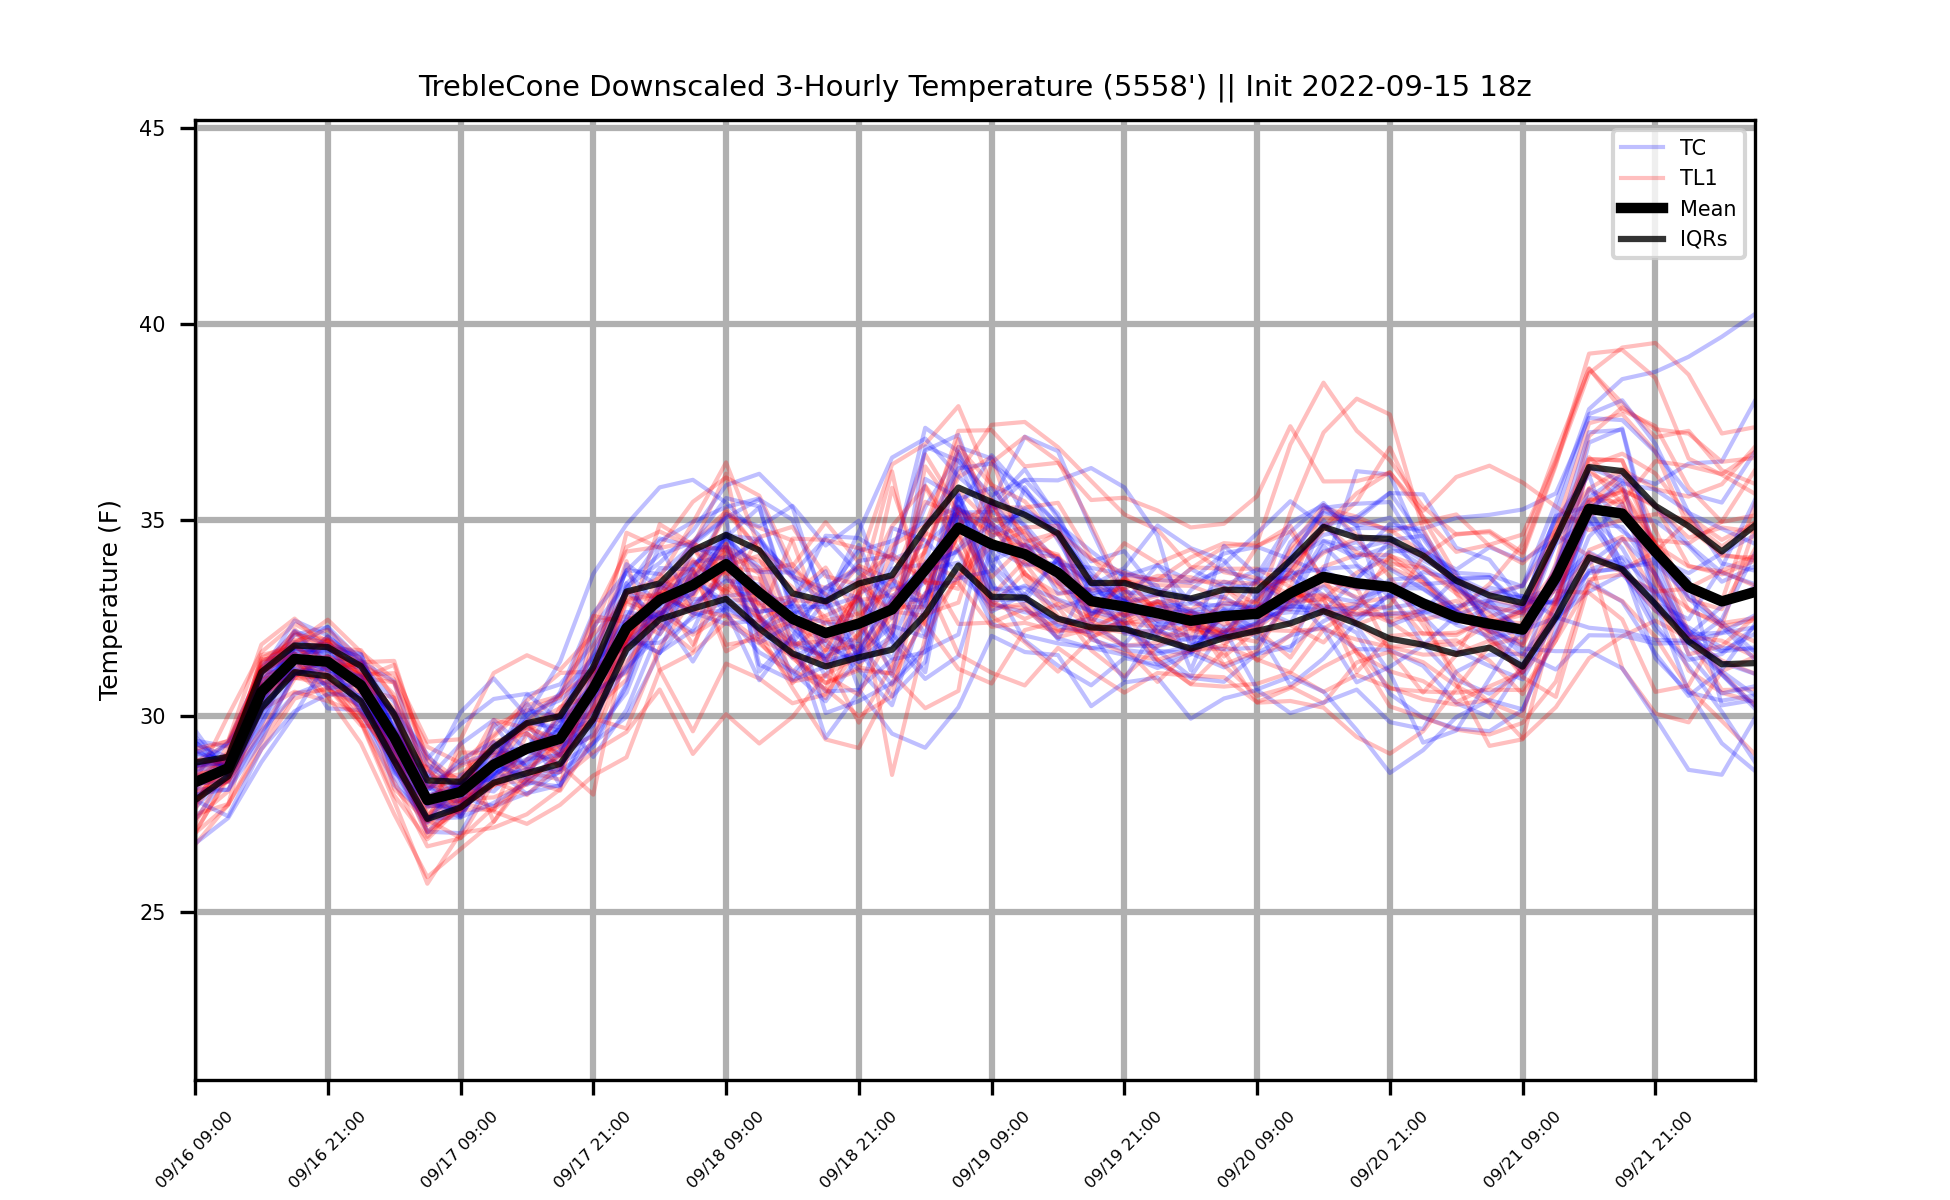 TrebleCone Downscaled 3-Hourly Temperature (5558') || Init 2022-09-15 18z
Temperature (F)
45
40
35
30
25
TC
TL1
Mean
IQRs
09/16 09:00
09/16 21:00
09/17 09:00
09/17 21:00
09/18 09:00
09/18 21:00
09/19 09:00
09/19 21:00
09/20 09:00
09/20 21:00
09/21 09:00
09/21 21:00